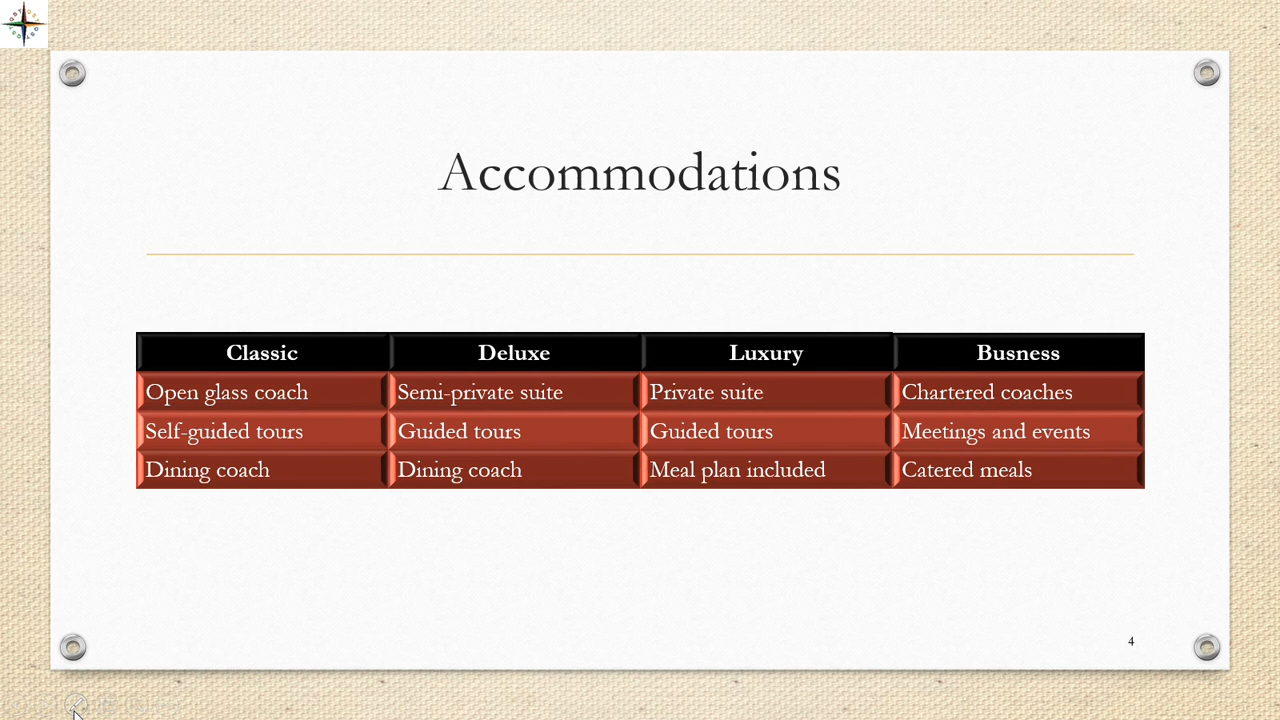 Accommodations
Classic Deluxe Luxury Busness
Open glass coach Semi-private suite Private suite Chartered coaches
Self-guided tours Guided tours Guided tours Meetings and events
Dining coach Dining coach Meal plan included Catered meals
4